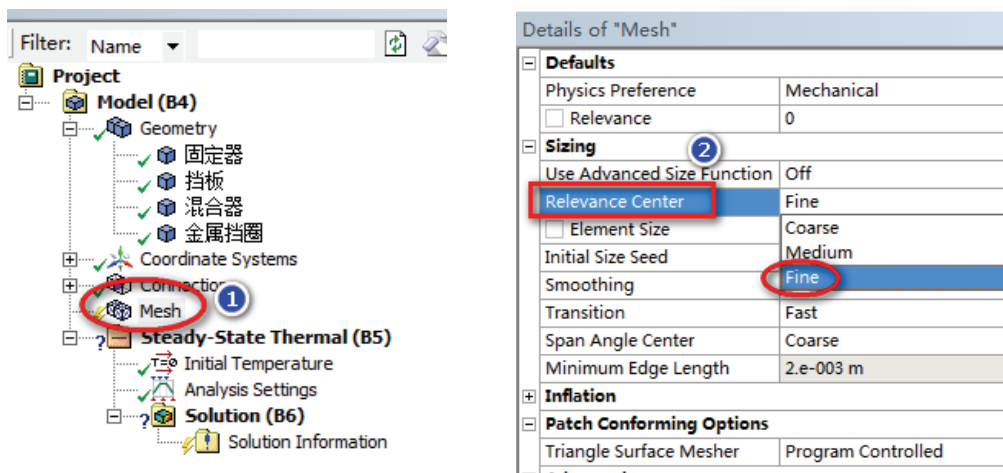 Filter: Name
Project
Model (B4)
Geometry
固定器
挡板
混合器
金属挡圈
Coordinate Systems
Connection
Mesh
1
Steady-State Thermal (B5)
T=0 Initial Temperature
Analysis Settings
Solution (B6)
Solution Information
Details of "Mesh"
Defaults
Physics Preference Mechanical
Relevance 0
Sizing
2
Use Advanced Size Function Off
Relevance Center Fine
Element Size Coarse
Initial Size Seed Medium
Smoothing Fine
Transition Fast
Span Angle Center Coarse
Minimum Edge Length 2.e-003 m
Inflation
Patch Conforming Options
Triangle Surface Mesher Program Controlled